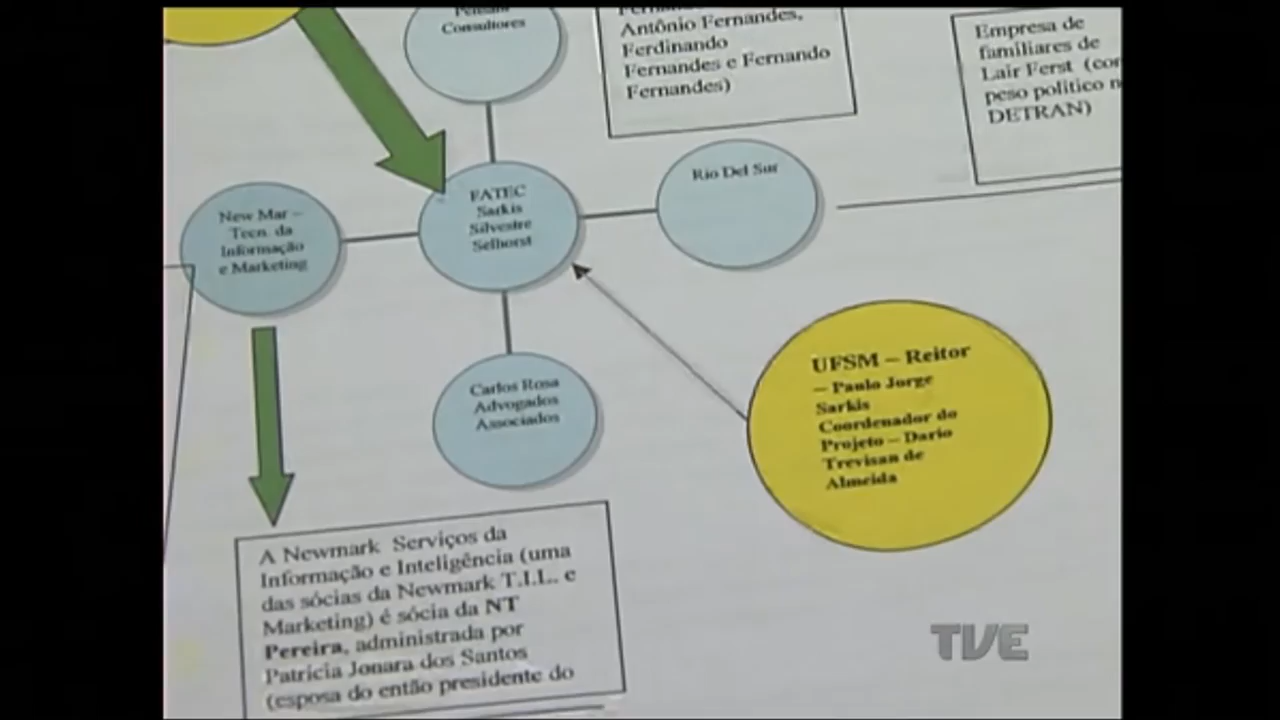 Consultores
Antônio Fernandes,
Ferdinando
Fernandes e Fernando
Fernandes)
Empresa de
familiares de
Lair Ferst (con
peso político n
DETRAN)
New Mar –
Tecn. da
Informação
e Marketing
FATEC
Sarkis
Silvestre
Selhorst
Rio Del Sur
Carlos Rosa
Advogados
Associados
UFSM – Reitor
– Paulo Jorge
Sarkis
Coordenador do
Projeto – Dario
Trevisan de
Almeida
A Newmark Serviços da
Informação e Inteligência (uma
das sócias da Newmark T.I.L. e
Marketing) é sócia da NT
Pereira, administrada por
Patrícia Jonara dos Santos
(esposa do então presidente do
TVE